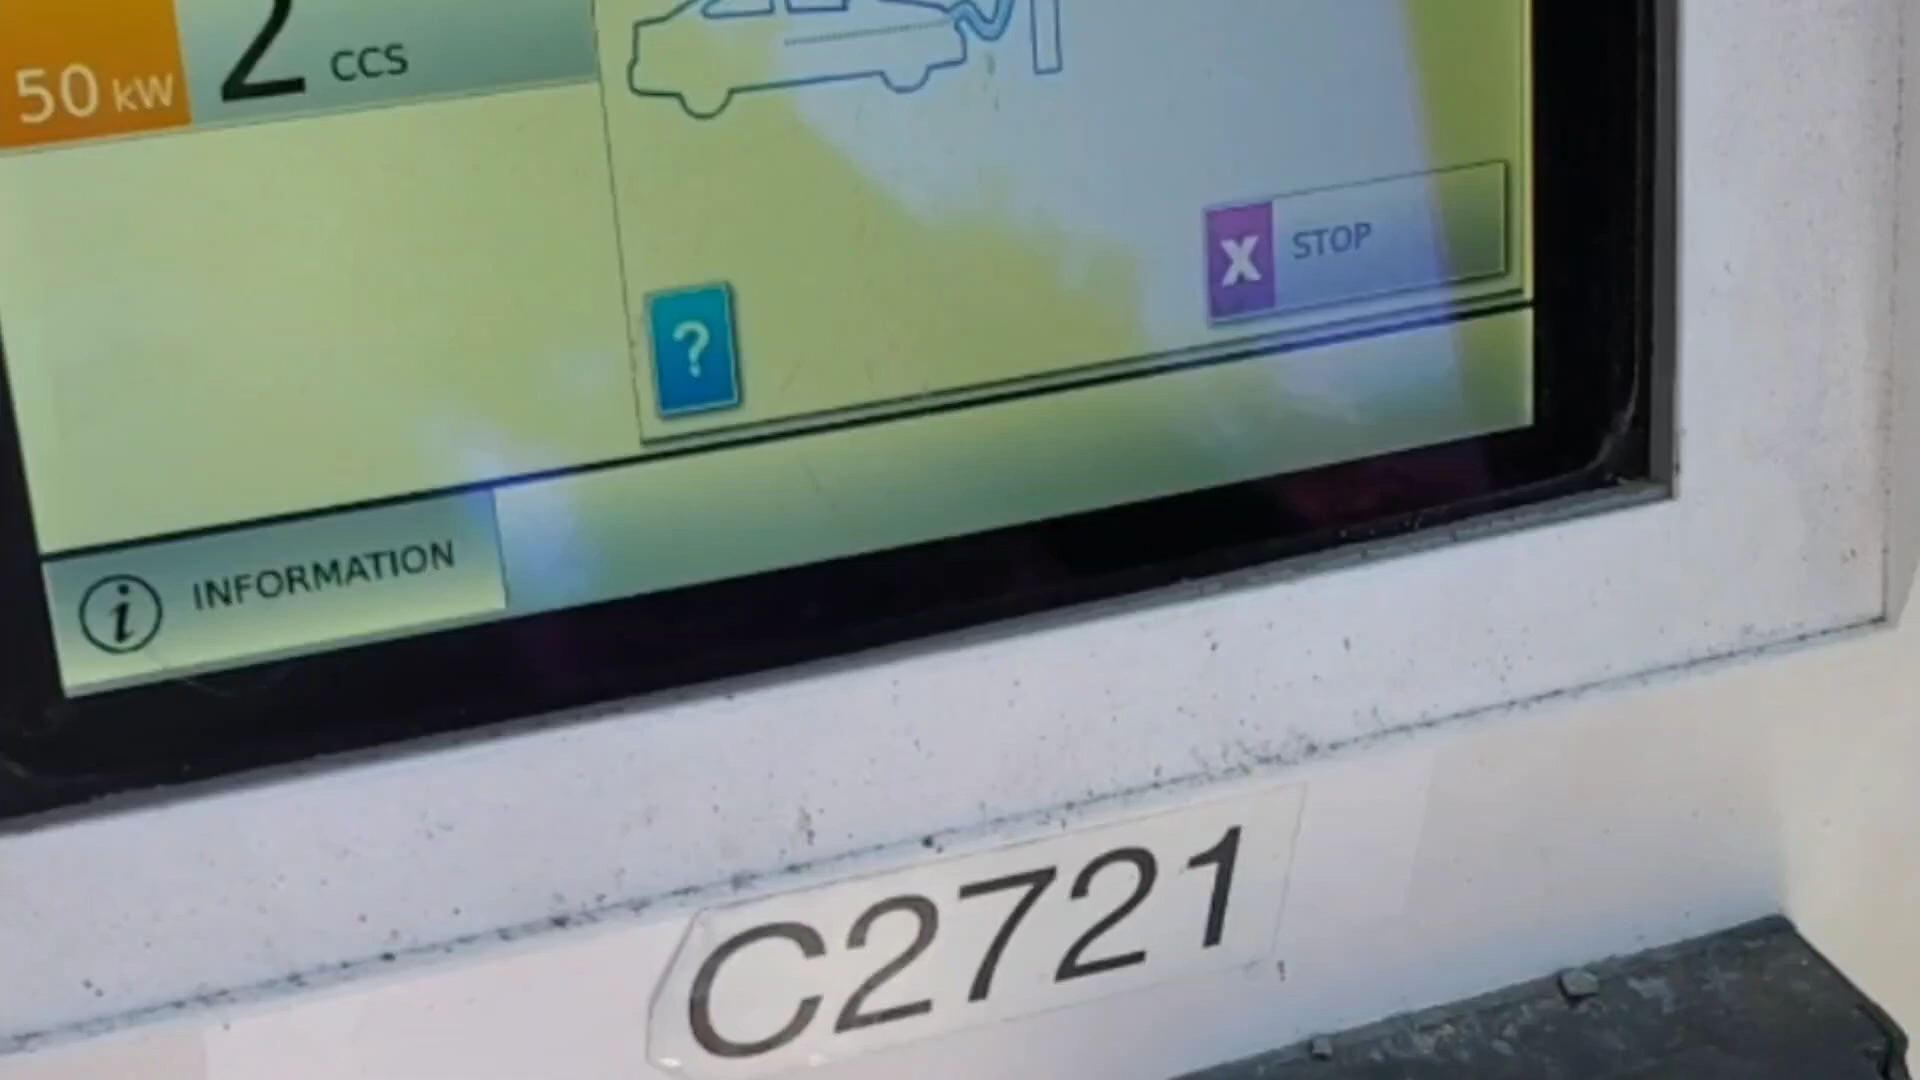 50 kW
2 CCS
X STOP
?
i INFORMATION
C2721